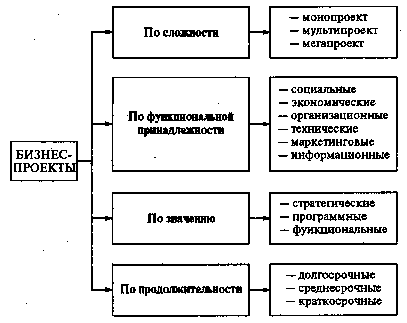 По сложности
— монопроект
— мультипроект
— мегапроект
По функциональной
принадлежности
— социальные
— экономические
— организационные
— технические
— маркетинговые
— информационные
БИЗНЕС-
ПРОЕКТЫ
По значению
— стратегические
— программные
— функциональные
По продолжительности
— долгосрочные
— среднесрочные
— краткосрочные